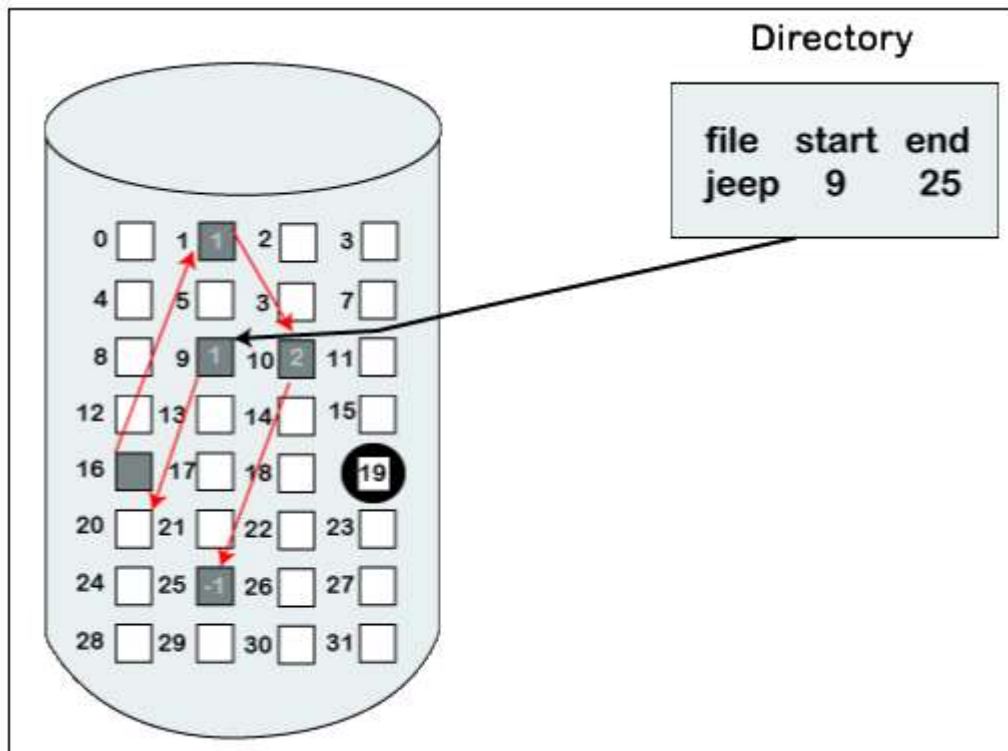 Directory
file start end
jeep 9 25
0 1 1 2 3
4 5 3 7
8 9 1 10 2 11
12 13 14 15
16 17 18 19
20 21 22 23
24 25 -1 26 27
28 29 30 31